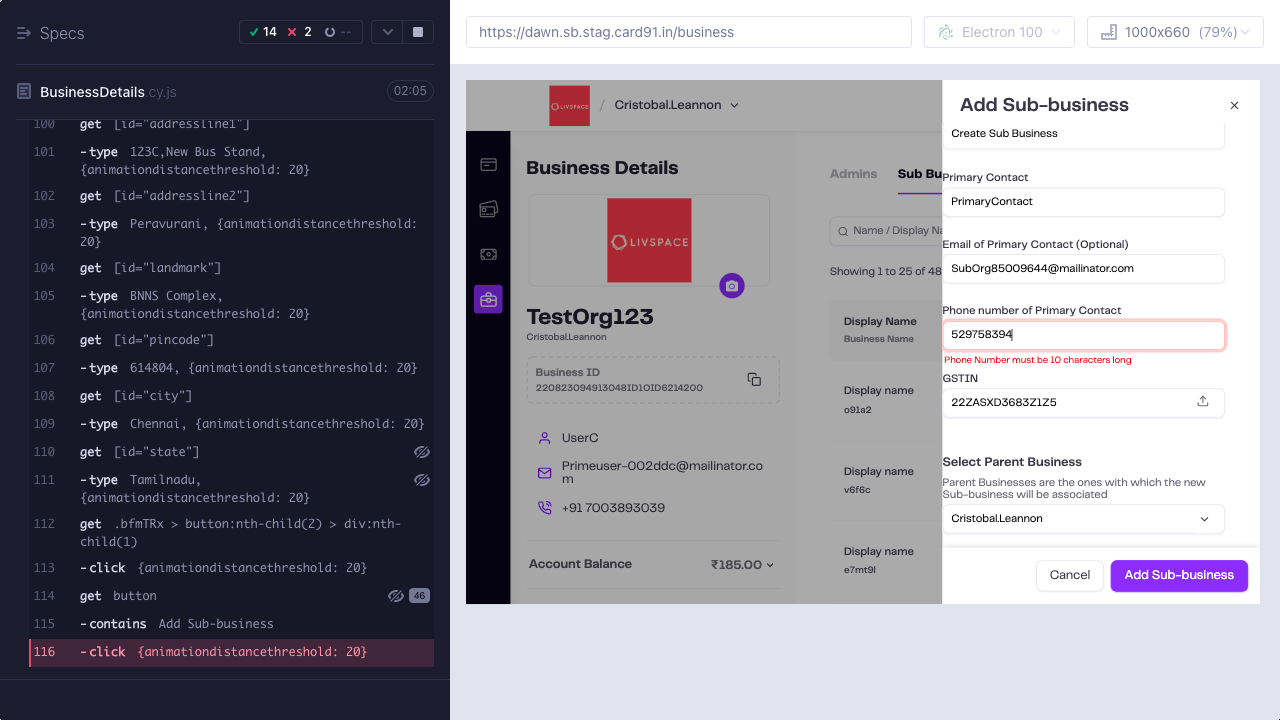 Specs
14
2
--
BusinessDetails.cy.js
02:05
100 get [id="addressline1"]
101 -type 123C,New Bus Stand,
{animationdistancethreshold: 20}
102 get [id="addressline2"]
103 -type Peravurani, {animationdistancethreshold:
20}
104 get [id="landmark"]
105 -type BNNS Complex,
{animationdistancethreshold: 20}
106 get [id="pincode"]
107 -type 614804, {animationdistancethreshold: 20}
108 get [id="city"]
109 -type Chennai, {animationdistancethreshold: 20}
110 get [id="state"]
111 -type Tamilnadu,
{animationdistancethreshold: 20}
112 get .bfmTRx > button:nth-child(2) > div:nth-
child(1)
113 -click {animationdistancethreshold: 20}
114 get button 46
115 -contains Add Sub-business
116 -click {animationdistancethreshold: 20}
https://dawn.sb.stag.card91.in/business
Electron 100
1000x660 (79%)
LIVSPACE
/ Cristobal.Leannon
Business Details
LIVSPACE
TestOrg123
Cristobal.Leannon
Business ID
220823094913048ID1OID6214200
UserC
Primeuser-002ddc@mailinator.co
m
+91 7003893039
Account Balance
₹185.00
Admins
Sub Bu
Name / Display Na
Showing 1 to 25 of 48
Display Name
Business Name
Display name
o91a2
Display name
v6f6c
Display name
e7mt9l
Add Sub-business
Create Sub Business
Primary Contact
PrimaryContact
Email of Primary Contact (Optional)
SubOrg85009644@mailinator.com
Phone number of Primary Contact
529758394
Phone Number must be 10 characters long
GSTIN
22ZASXD3683Z1Z5
Select Parent Business
Parent Businesses are the ones with which the new
Sub-business will be associated
Cristobal.Leannon
Cancel
Add Sub-business